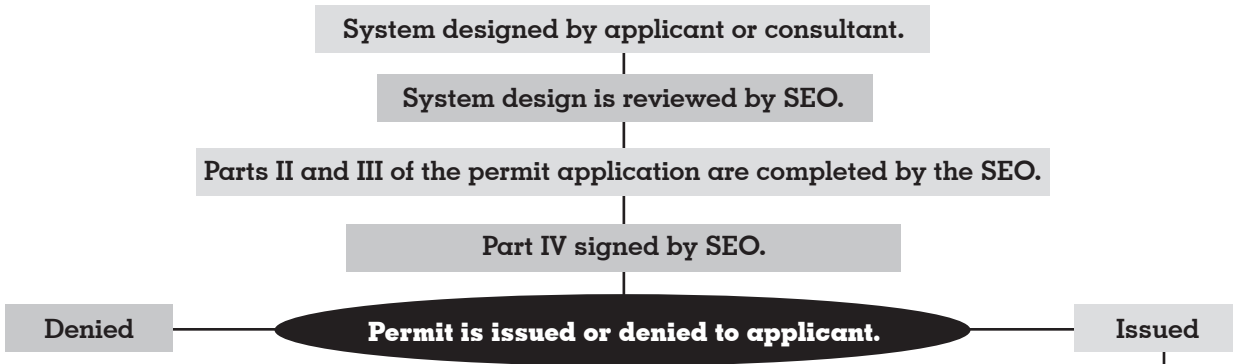 System designed by applicant or consultant.
System design is reviewed by SEO.
Parts II and III of the permit application are completed by the SEO.
Part IV signed by SEO.
Denied
Permit is issued or denied to applicant.
Issued